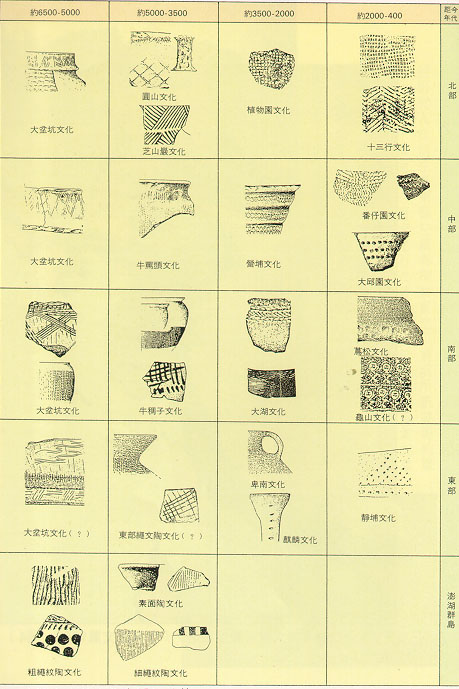 約6500-5000 約5000-3500 約3500-2000 約2000-400 距今年代
北部
大坌坑文化
圓山文化
芝山巖文化
植物園文化
十三行文化
中部
大坌坑文化
牛罵頭文化
營埔文化
番仔園文化
大邱園文化
南部
大坌坑文化
牛稠子文化
大湖文化
蔦松文化
龜山文化(?)
東部
大坌坑文化(?)
東部繩文陶文化(?)
卑南文化
麒麟文化
靜埔文化
澎湖群島
粗繩紋陶文化
素面陶文化
細繩紋陶文化